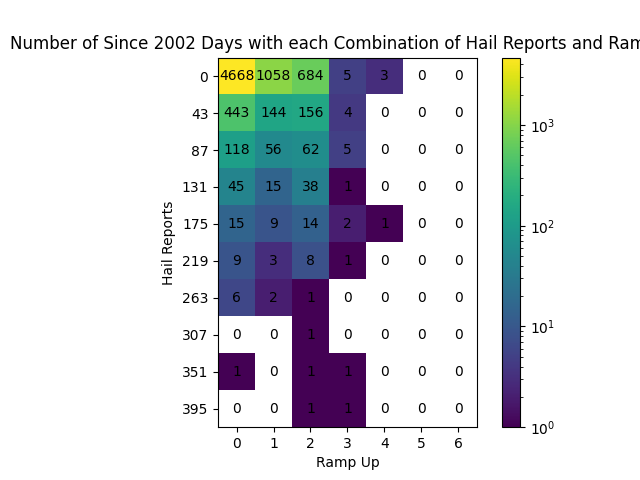 Number of Since 2002 Days with each Combination of Hail Reports and Ram
0 4668 1058 684 5 3 0 0
43 443 144 156 4 0 0 0
87 118 56 62 5 0 0 0
131 45 15 38 1 0 0 0
175 15 9 14 2 1 0 0
219 9 3 8 1 0 0 0
263 6 2 1 0 0 0 0
307 0 0 1 0 0 0 0
351 1 0 1 1 0 0 0
395 0 0 1 1 0 0 0
0 1 2 3 4 5 6
Ramp Up
Hail Reports
10³
10²
10¹
10⁰